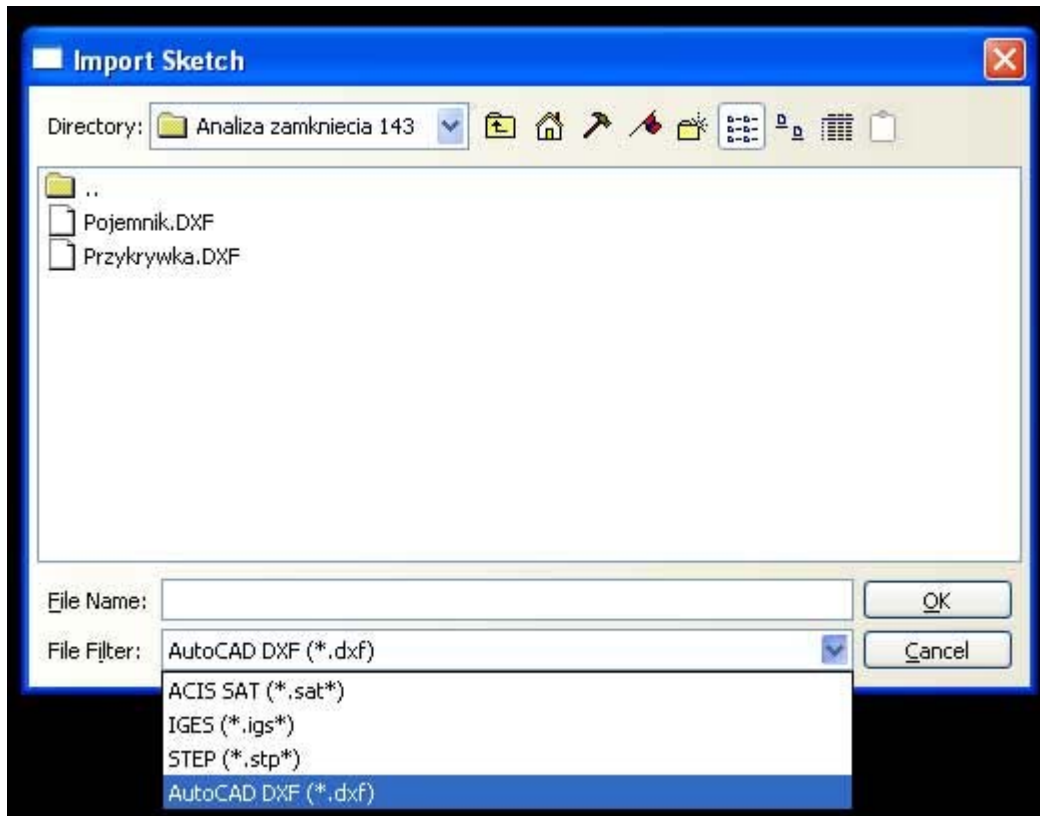 Import Sketch
Directory: Analiza zamkniecia 143
..
Pojemnik.DXF
Przykrywka.DXF
File Name: OK
File Filter: AutoCAD DXF (*.dxf) Cancel
ACIS SAT (*.sat*)
IGES (*.igs*)
STEP (*.stp*)
AutoCAD DXF (*.dxf)